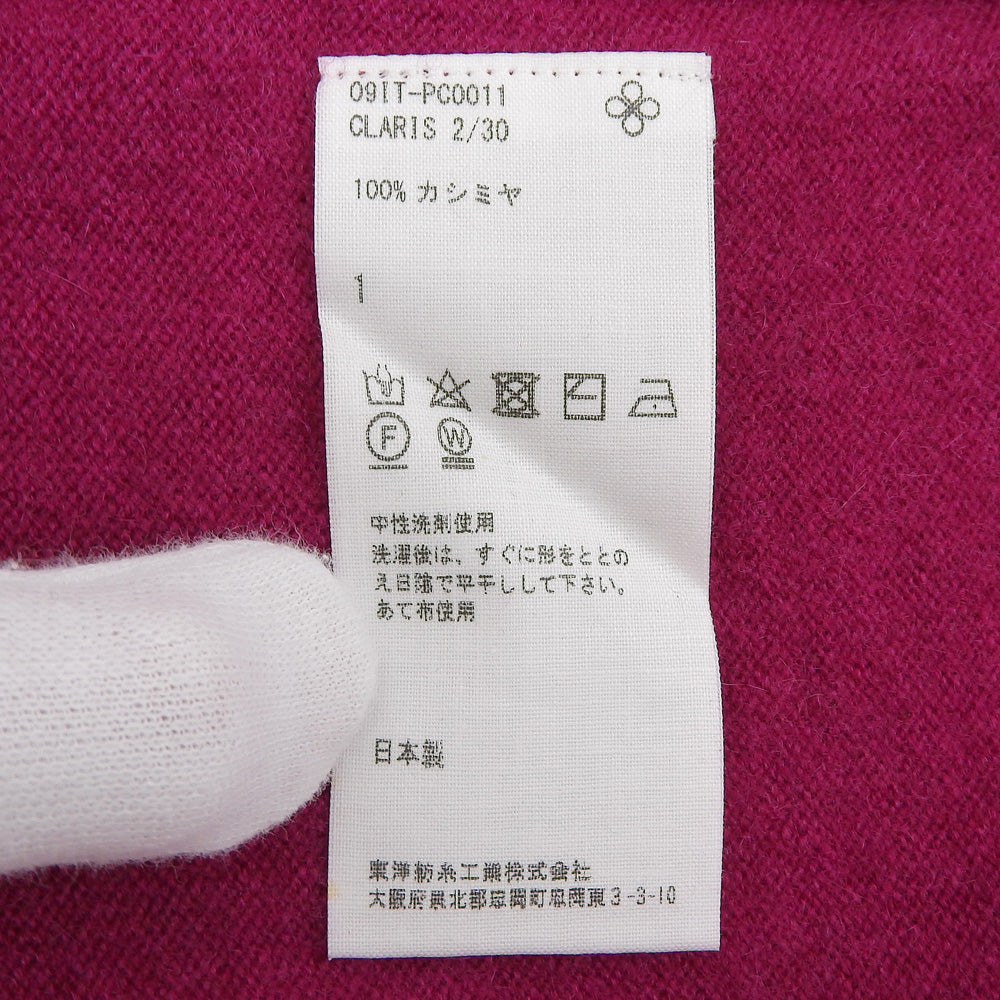 09IT-PC0011
CLARIS 2/30
100% カシミヤ
1
F
W
中性洗剤使用
洗濯後は、すぐに形をととの
え日陰で平干しして下さい。
あて布使用
日本製
東洋紡糸工業株式会社
大阪府泉北郡忠岡町忠岡東3-3-10